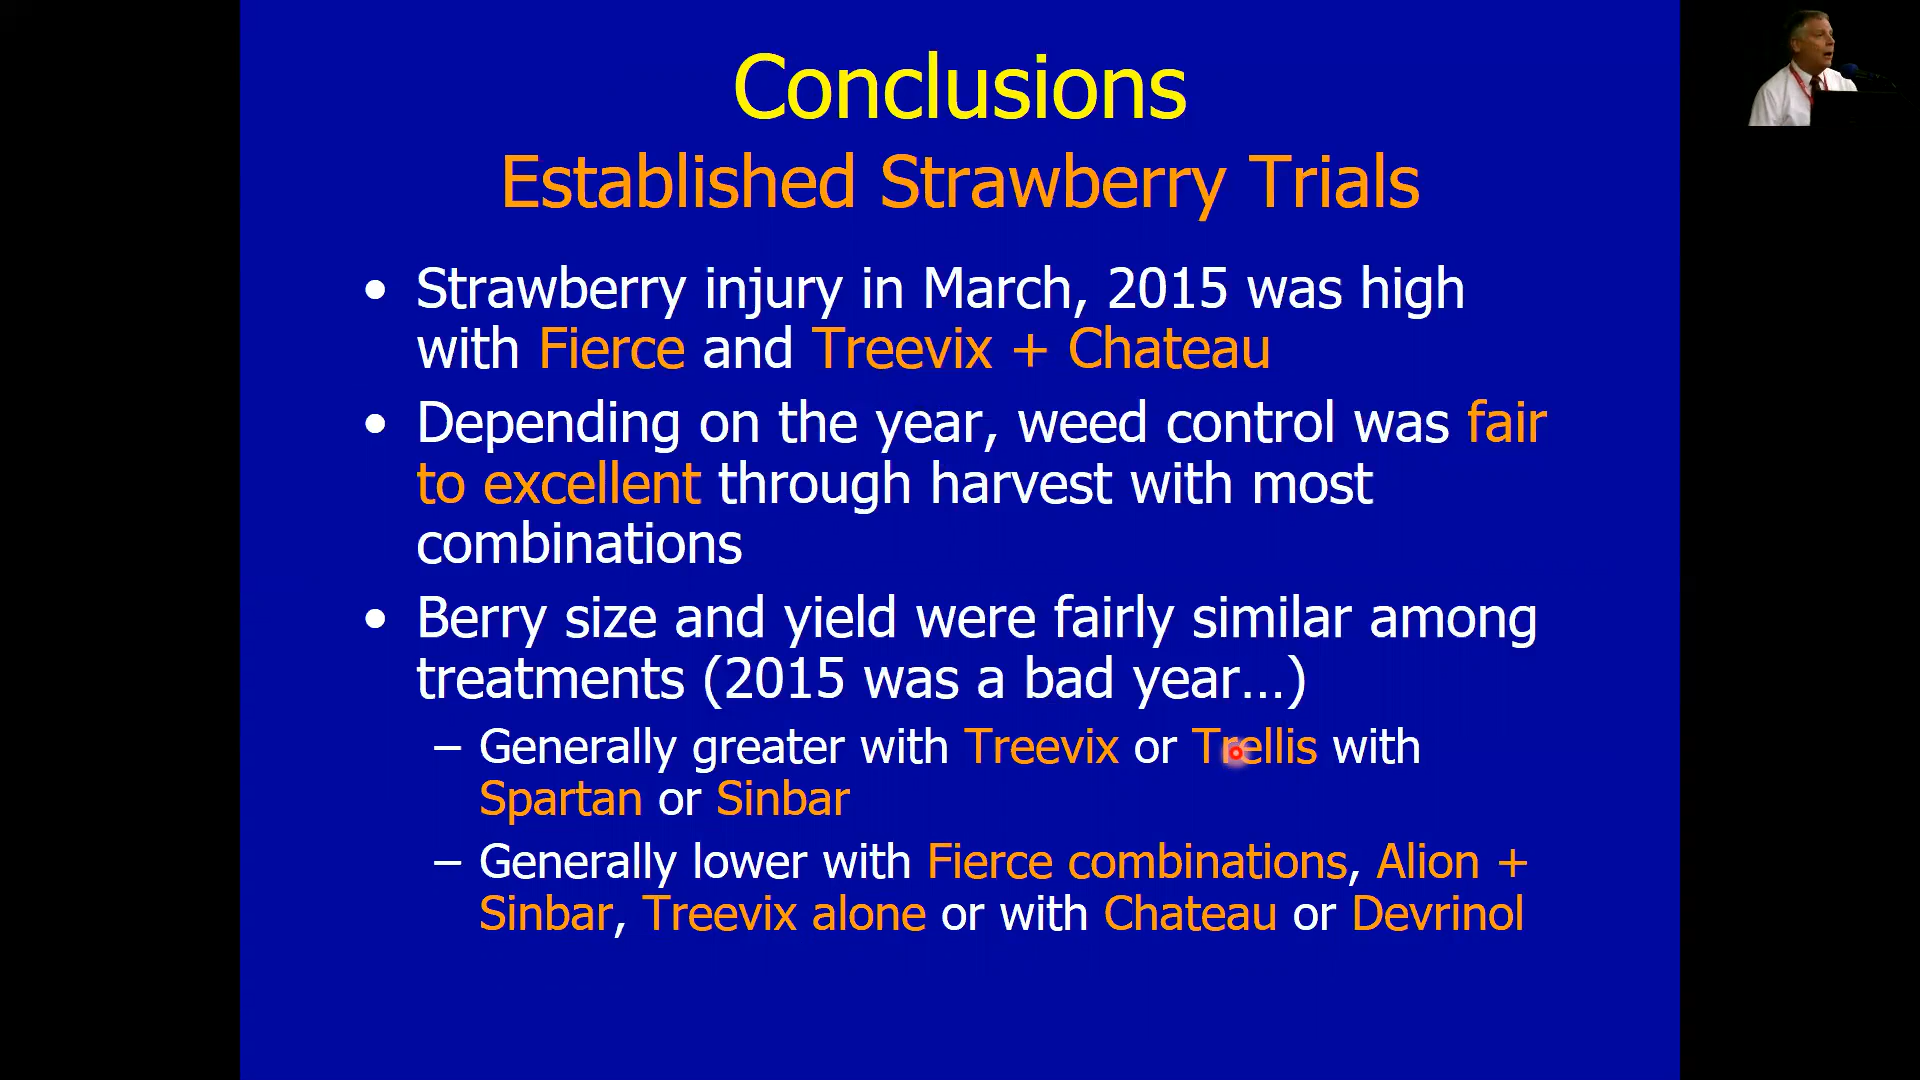 Conclusions
Established Strawberry Trials
• Strawberry injury in March, 2015 was high
with Fierce and Treevix + Chateau
• Depending on the year, weed control was fair
to excellent through harvest with most
combinations
• Berry size and yield were fairly similar among
treatments (2015 was a bad year…)
– Generally greater with Treevix or Trellis with
Spartan or Sinbar
– Generally lower with Fierce combinations, Alion +
Sinbar, Treevix alone or with Chateau or Devrinol